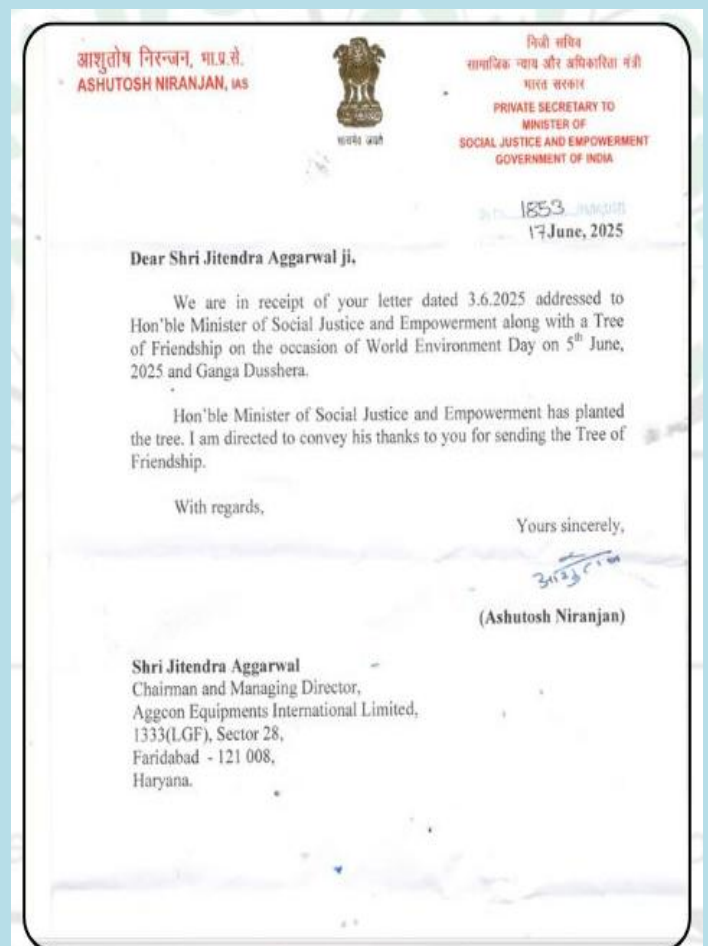 आशुतोष निरन्जन, भा.प्र.से.
ASHUTOSH NIRANJAN, IAS
सत्यमेव जयते
निजी सचिव
सामाजिक न्याय और अधिकारिता मंत्री
भारत सरकार
PRIVATE SECRETARY TO
MINISTER OF
SOCIAL JUSTICE AND EMPOWERMENT
GOVERNMENT OF INDIA
1853
17 June, 2025
Dear Shri Jitendra Aggarwal ji,
We are in receipt of your letter dated 3.6.2025 addressed to
Hon'ble Minister of Social Justice and Empowerment along with a Tree
of Friendship on the occasion of World Environment Day on 5th June,
2025 and Ganga Dusshera.
Hon'ble Minister of Social Justice and Empowerment has planted
the tree. I am directed to convey his thanks to you for sending the Tree of
Friendship.
With regards,
Yours sincerely,
(Ashutosh Niranjan)
Shri Jitendra Aggarwal
Chairman and Managing Director,
Aggcon Equipments International Limited,
1333(LGF), Sector 28,
Faridabad - 121 008,
Haryana.